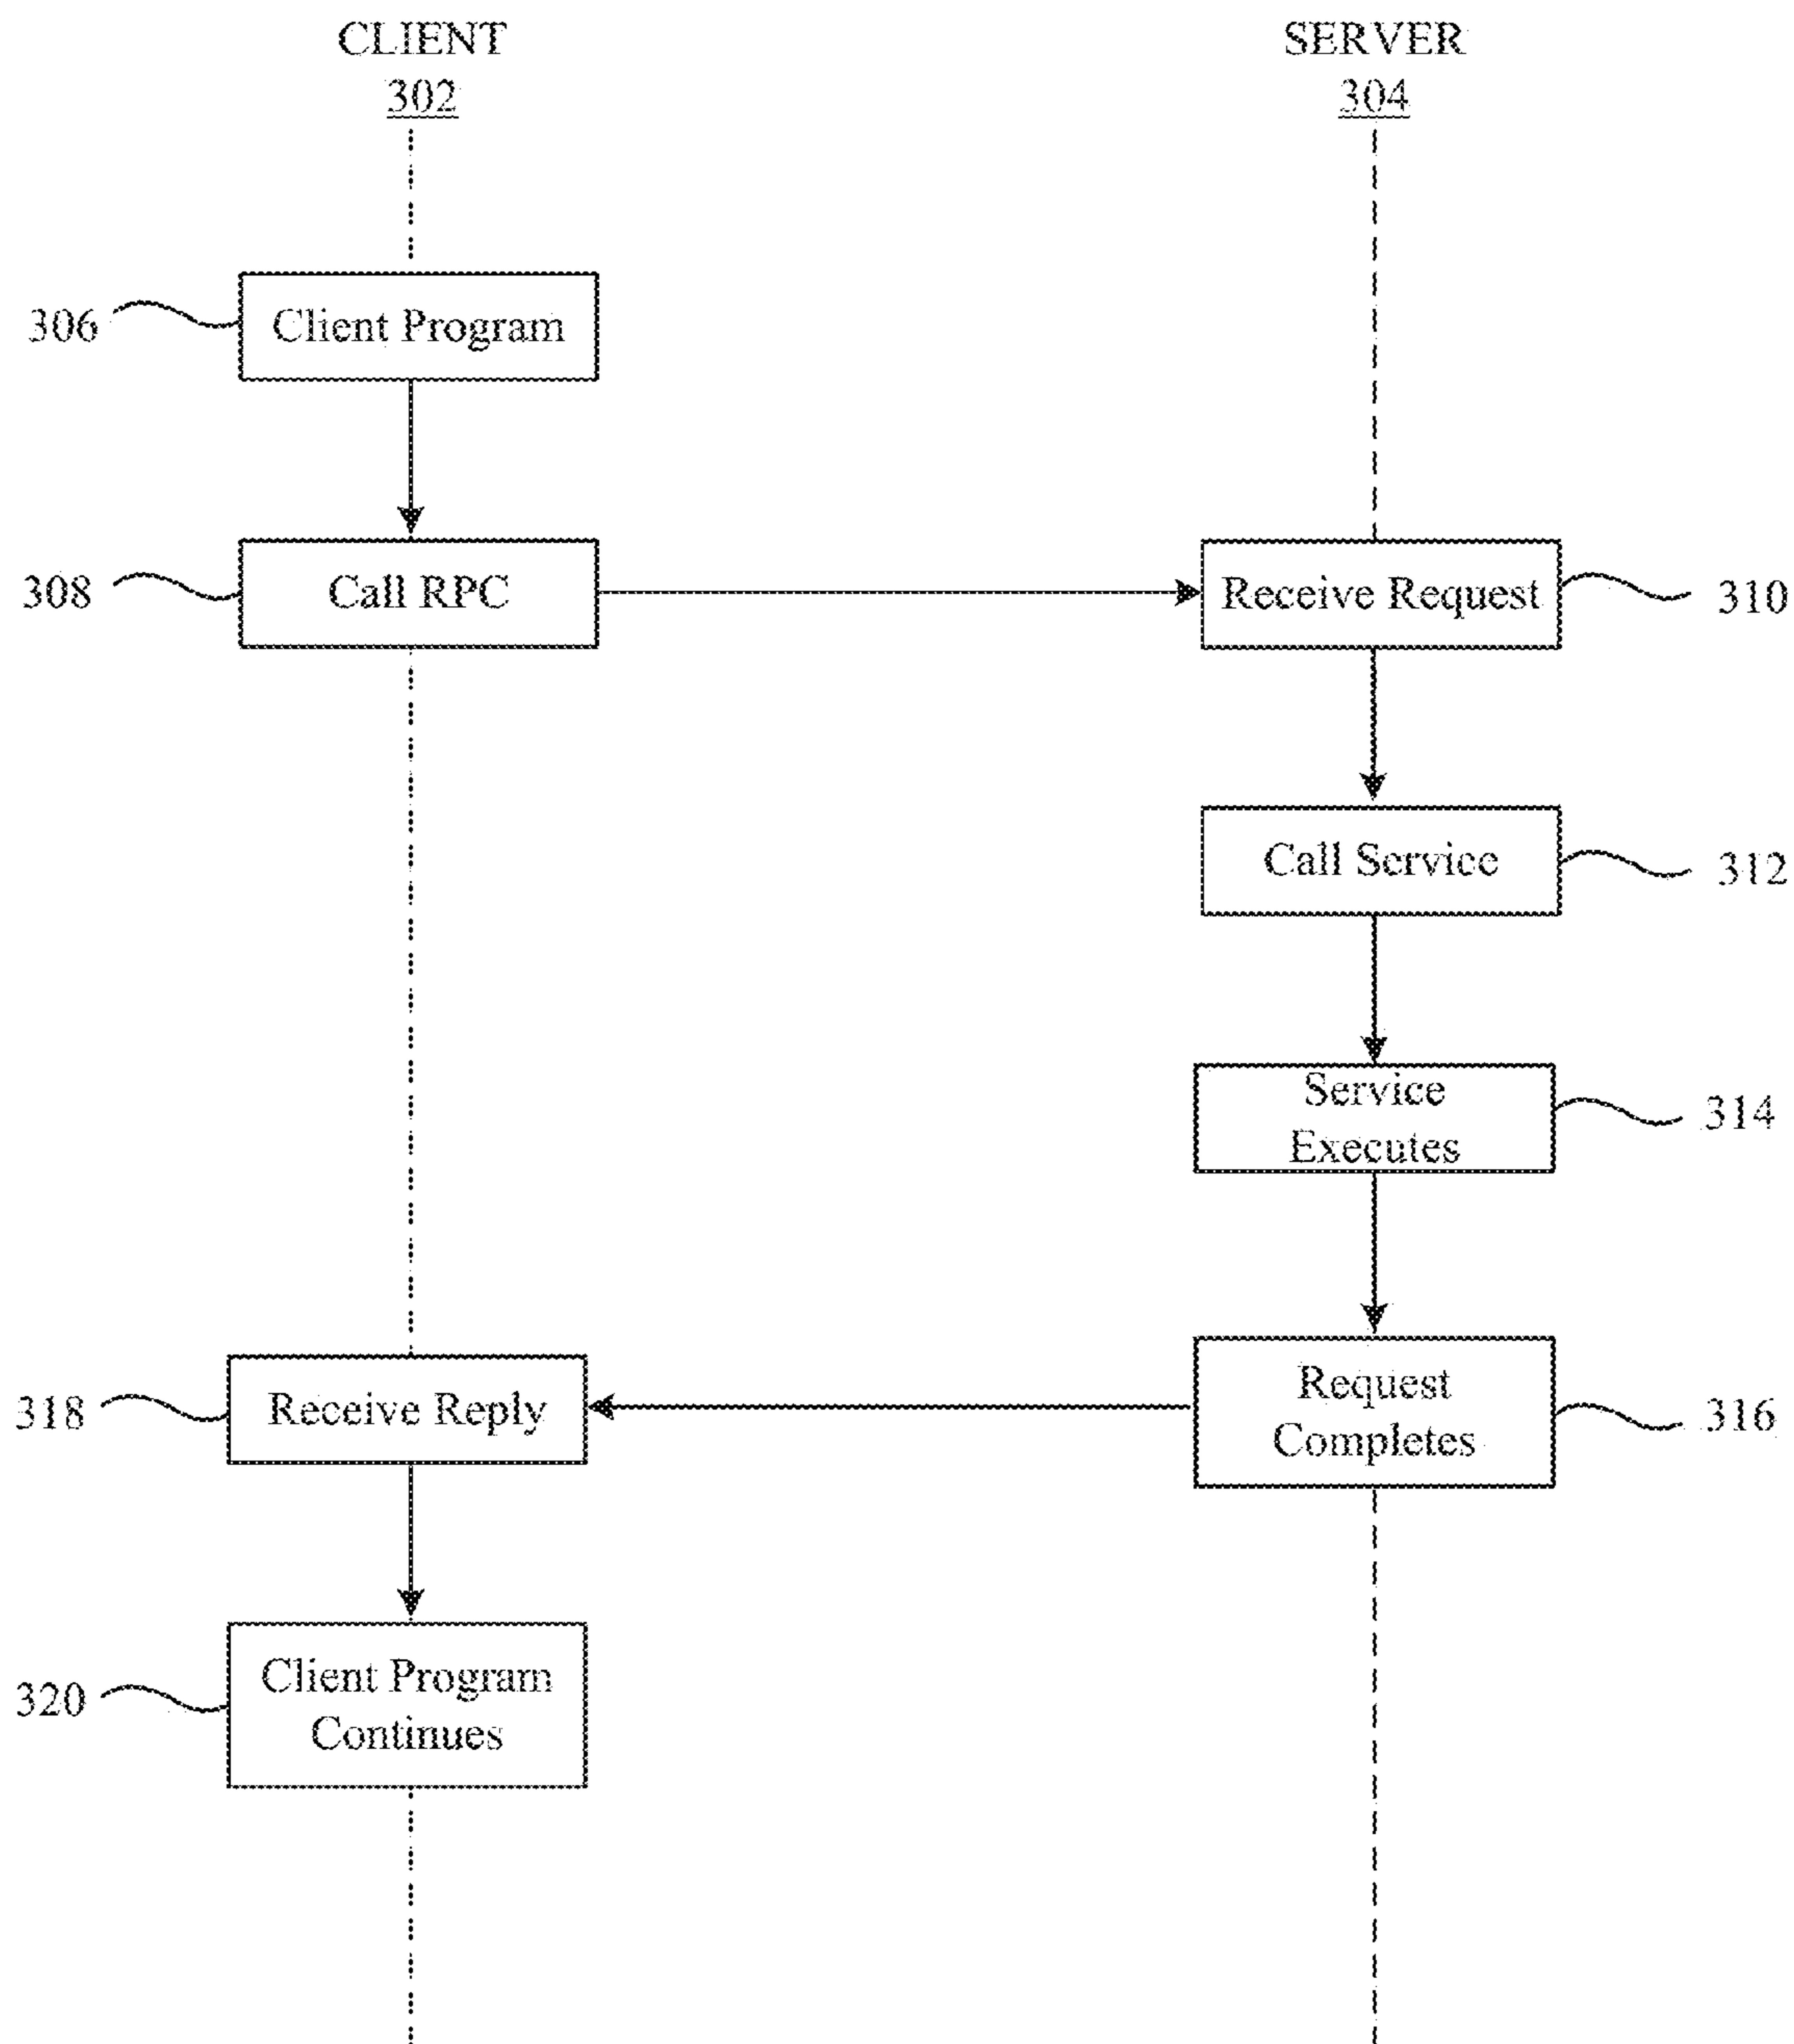 CLIENT
302
SERVER
304
306
Client Program
308
Call RPC
Receive Request
310
Call Service
312
Service
Executes
314
318
Receive Reply
Request
Completes
316
320
Client Program
Continues